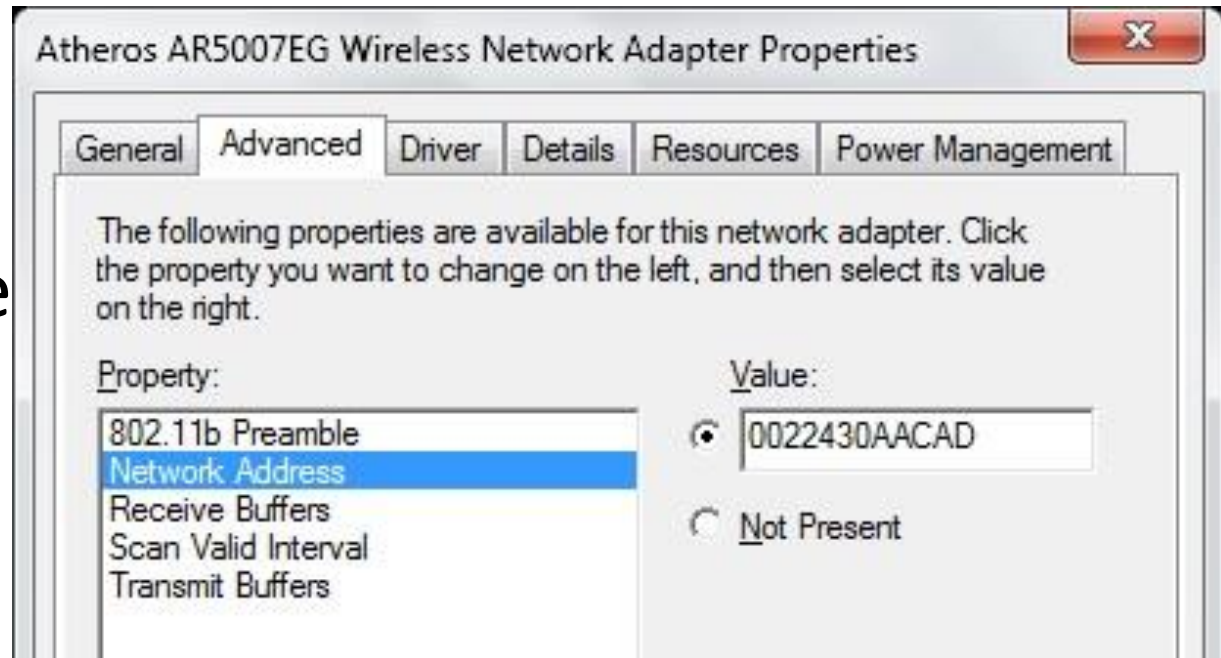 Atheros AR5007EG Wireless Network Adapter Properties
General Advanced Driver Details Resources Power Management
The following properties are available for this network adapter. Click
the property you want to change on the left, and then select its value
on the right.
e
Property: Value:
802.11b Preamble 0022430AACAD
Network Address
Receive Buffers Not Present
Scan Valid Interval
Transmit Buffers